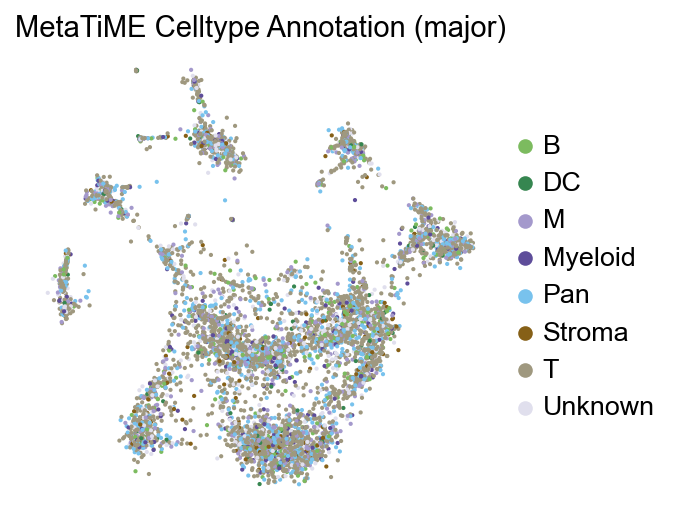 MetaTiME Celltype Annotation (major)
B
DC
M
Myeloid
Pan
Stroma
T
Unknown